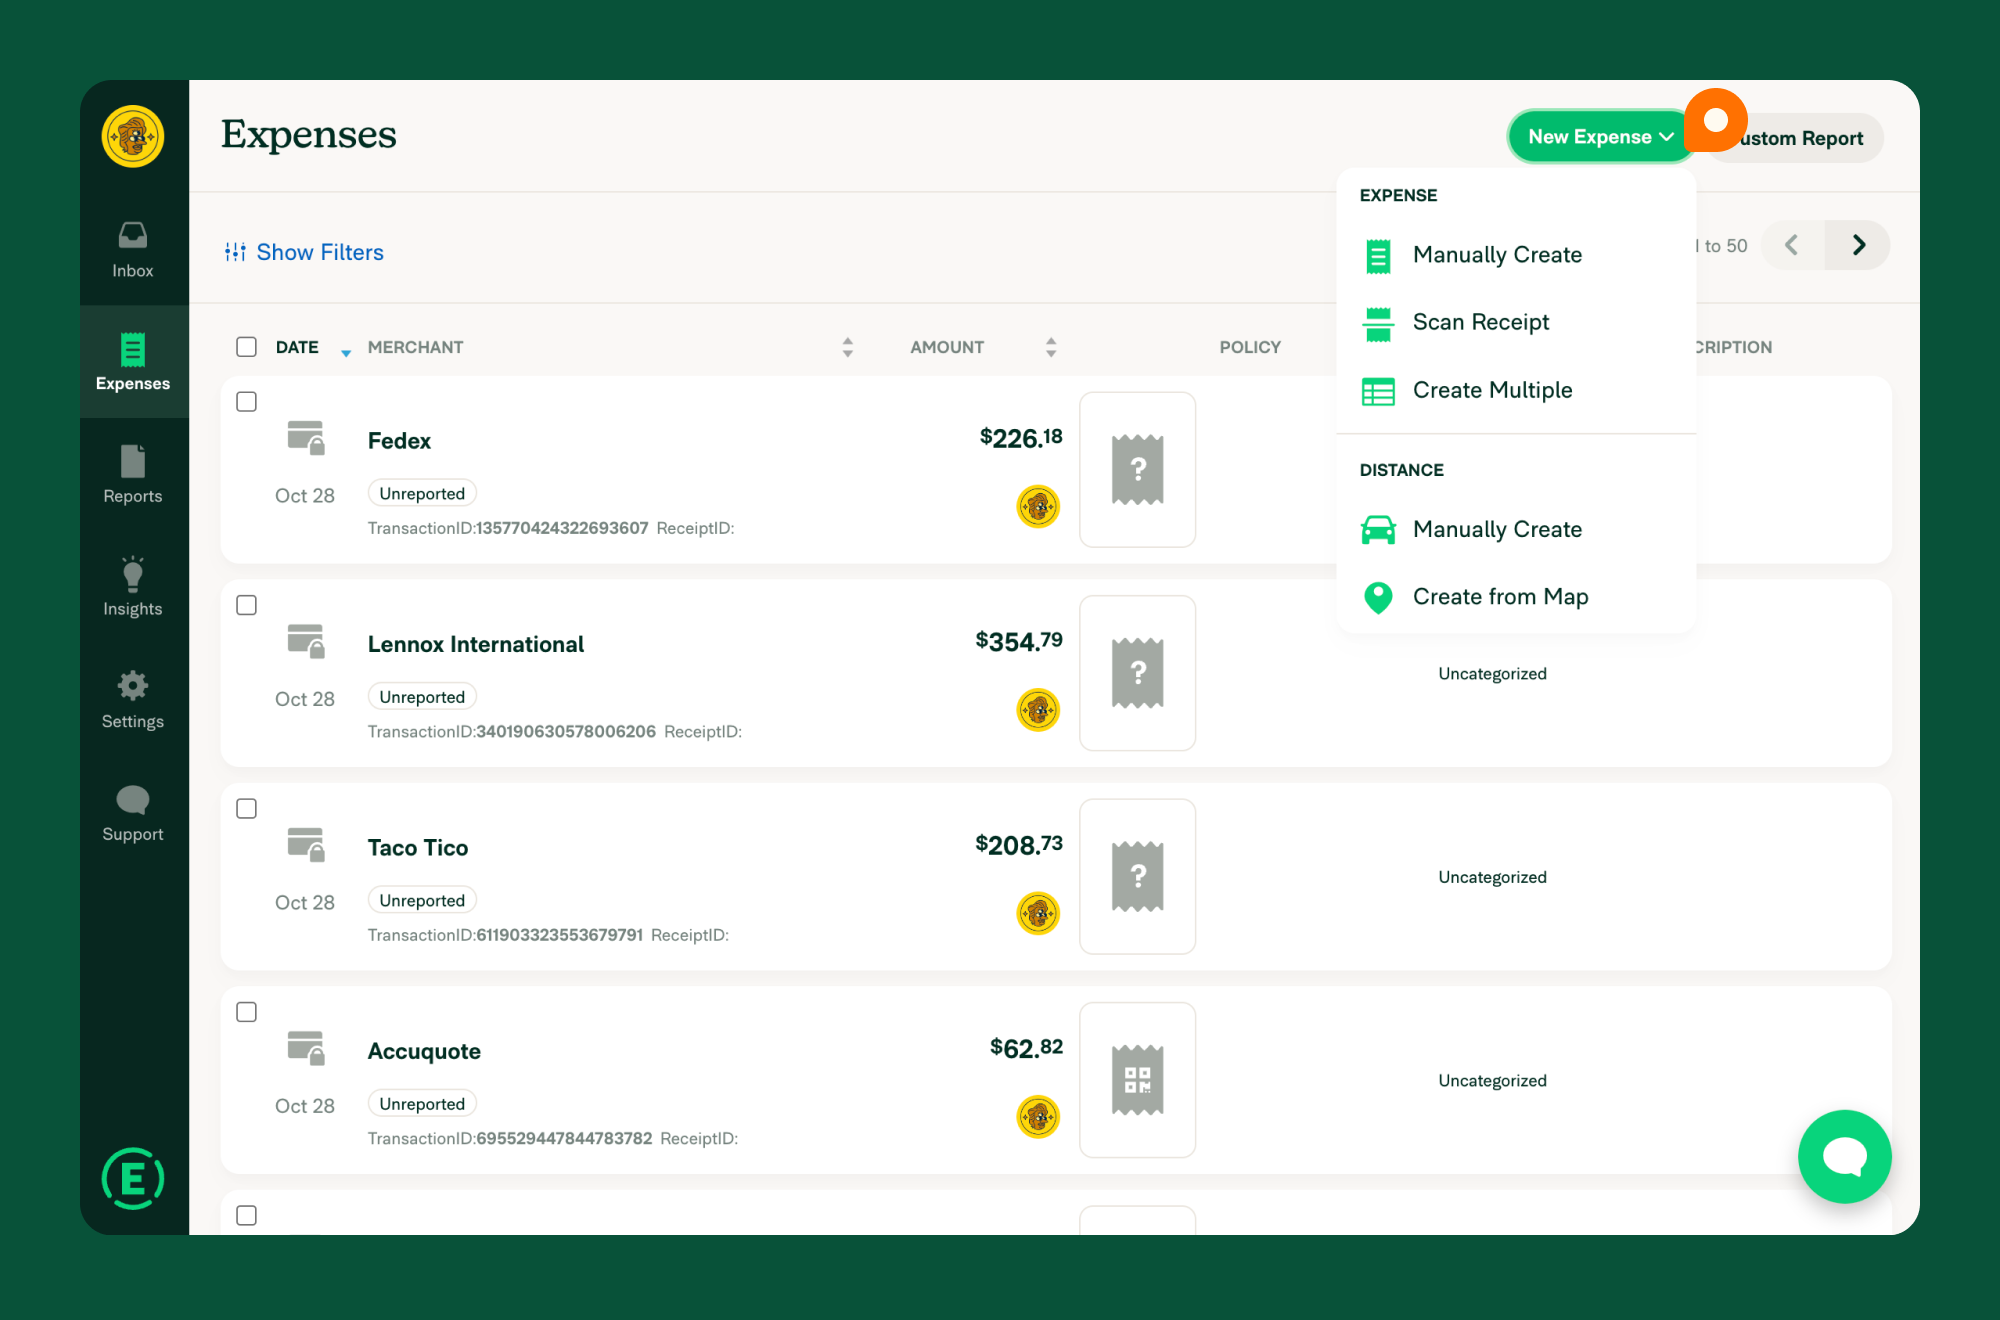 Expenses
New Expense
ustom Report
Inbox
Expenses
Reports
Insights
Settings
Support
E
Show Filters
to 50
EXPENSE
Manually Create
Scan Receipt
Create Multiple
DISTANCE
Manually Create
Create from Map
DATE MERCHANT AMOUNT POLICY CRIPTION
Fedex $226.18
Oct 28 Unreported
TransactionID:135770424322693607 ReceiptID:
?
Lennox International $354.79
Oct 28 Unreported
TransactionID:340190630578006206 ReceiptID:
?
Uncategorized
Taco Tico $208.73
Oct 28 Unreported
TransactionID:611903323553679791 ReceiptID:
?
Uncategorized
Accuquote $62.82
Oct 28 Unreported
TransactionID:695529447844783782 ReceiptID:
Uncategorized